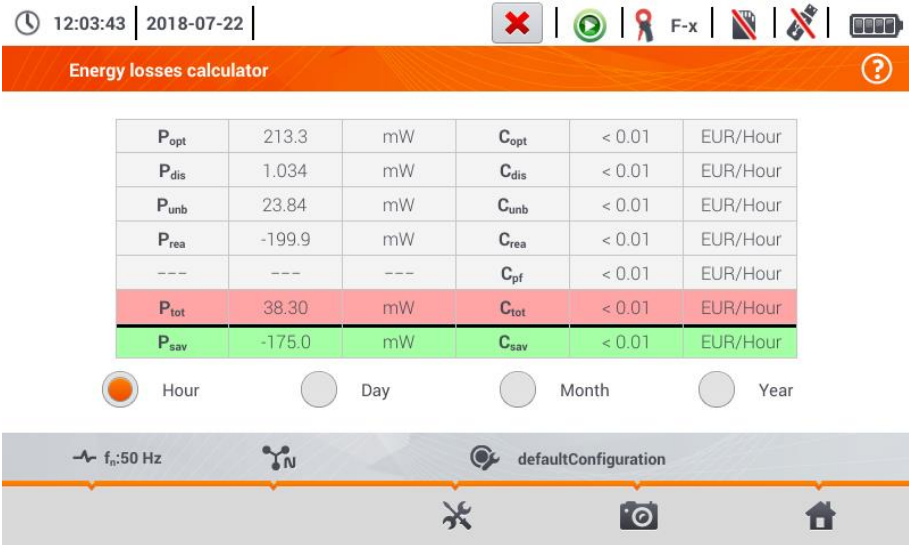 12:03:43 2018-07-22 F-x
Energy losses calculator ?
Popt 213.3 mW Copt < 0.01 EUR/Hour
Pdis 1.034 mW Cdis < 0.01 EUR/Hour
Punb 23.84 mW Cunb < 0.01 EUR/Hour
Prea -199.9 mW Crea < 0.01 EUR/Hour
--- --- --- Cpf < 0.01 EUR/Hour
Ptot 38.30 mW Ctot < 0.01 EUR/Hour
Psav -175.0 mW Csav < 0.01 EUR/Hour
Hour Day Month Year
fn:50 Hz N defaultConfiguration